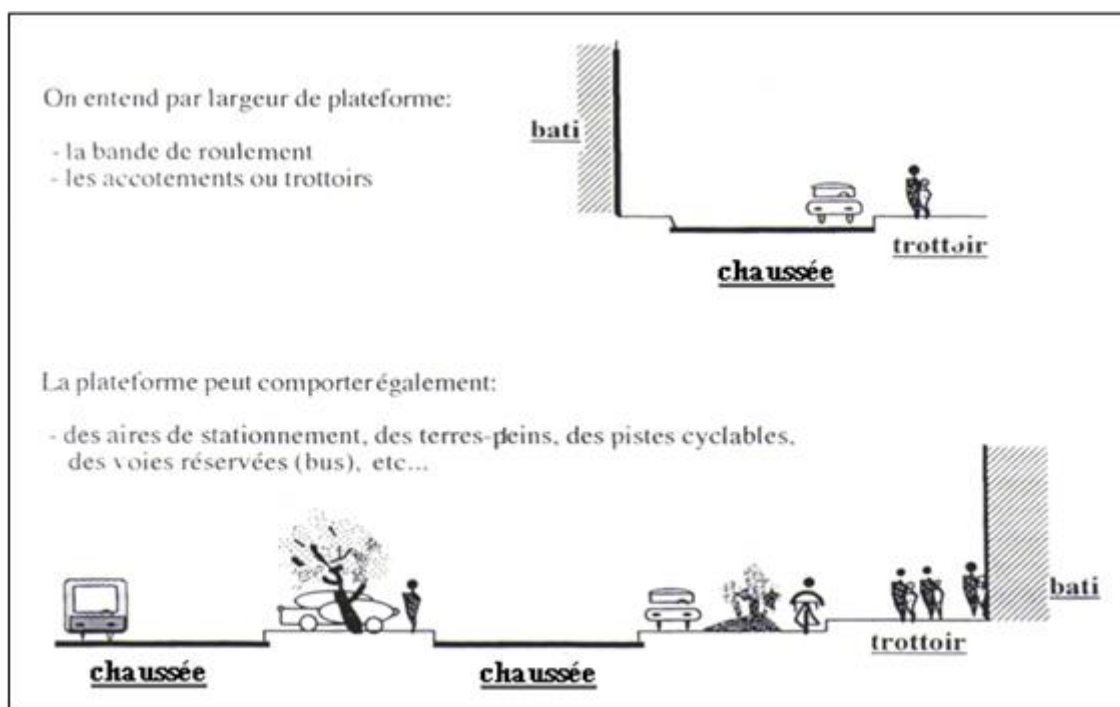 On entend par largeur de plateforme:
- la bande de roulement
- les accotements ou trottoirs
bati
trottoir
chaussée
La plateforme peut comporter également:
- des aires de stationnement, des terres-pleins, des pistes cyclables,
des voies réservées (bus), etc...
bati
trottoir
chaussée
chaussée